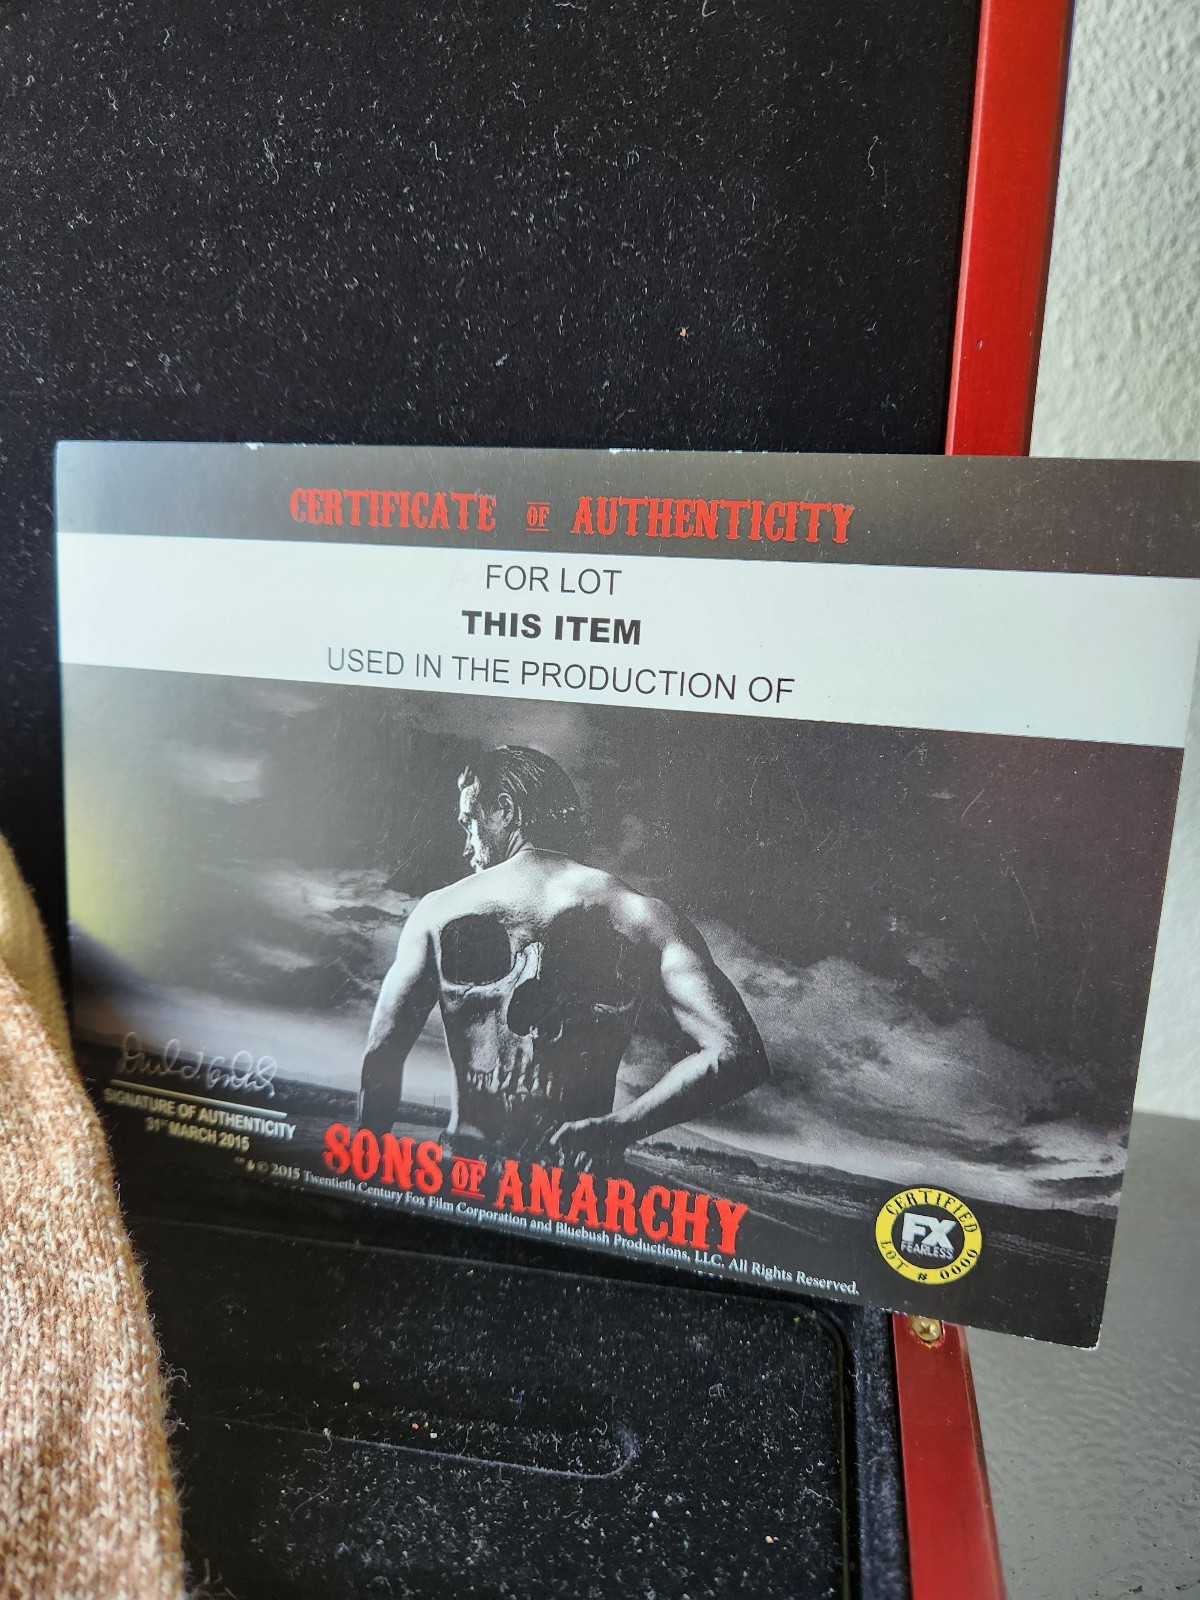 CERTIFICATE OF AUTHENTICITY
FOR LOT
THIS ITEM
USED IN THE PRODUCTION OF
SIGNATURE OF AUTHENTICITY
31ST MARCH 2015
SONS OF ANARCHY
™ & © 2015 Twentieth Century Fox Film Corporation and Bluebush Productions, LLC. All Rights Reserved.
CERTIFIED
FX
FEARLESS
LOT # 0000